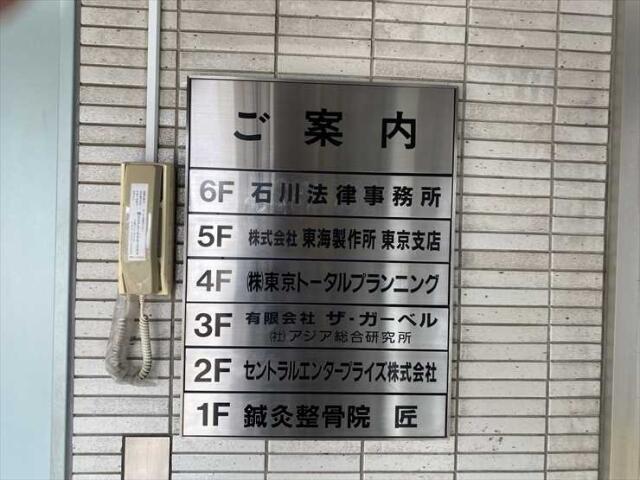 ご案内
6F 石川法律事務所
5F 株式会社 東海製作所 東京支店
4F ㈱東京トータルプランニング
3F 有限会社 ザ・ガーベル
㈳アジア総合研究所
2F セントラルエンタープライズ株式会社
1F 鍼灸整骨院 匠